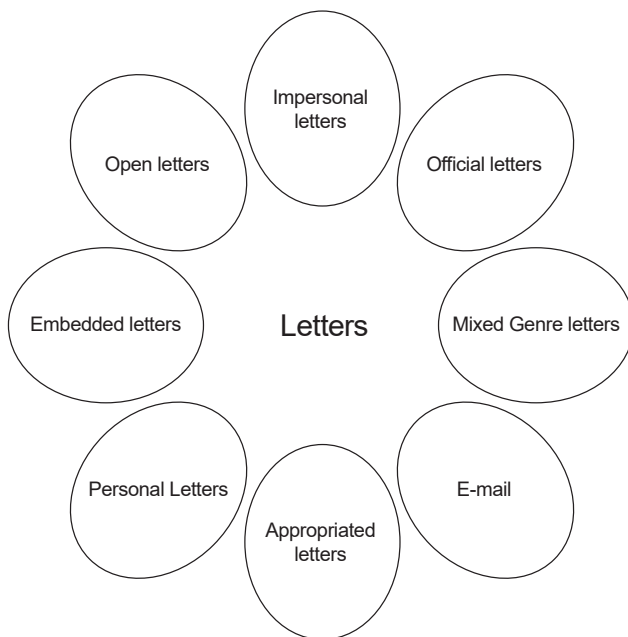 Impersonal
letters
Open letters
Official letters
Embedded letters
Letters
Mixed Genre letters
Personal Letters
E-mail
Appropriated
letters